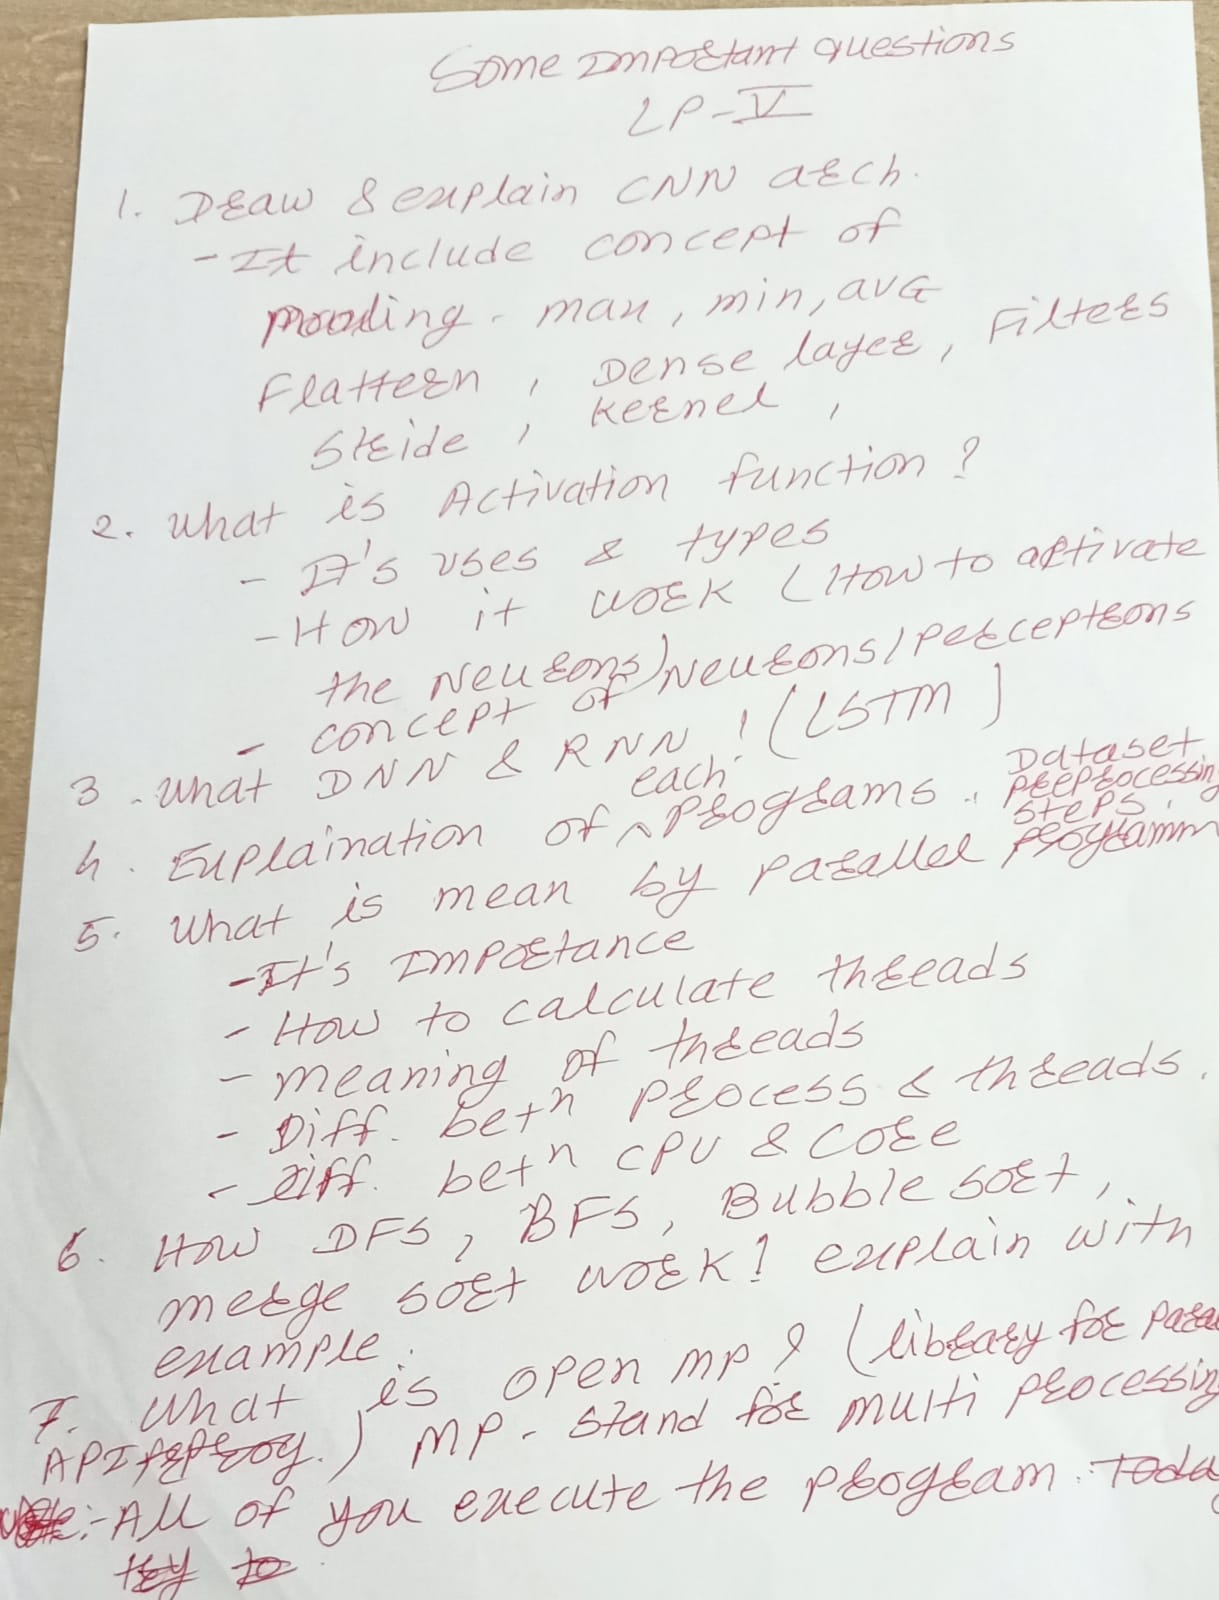 Some Important questions
LP-V
1. Draw & explain CNN arch.
- It include concept of
pooling - max, min, avg
Flattern, Dense layer, Filters
Stride, kernel,
2. What is Activation function?
- It's uses & types
- How it work (How to activate
the Neurons)
- concept of Neurons/Perceptrons
3. What DNN & RNN? (LSTM)
4. Explaination of each programs. Dataset, preprocessing steps.
5. What is mean by parallel programm
- It's Importance
- How to calculate threads
- meaning of threads
- Diff. betn process & threads.
- Diff. betn CPU & Core
6. How DFS, BFS, Bubble sort,
merge sort work? explain with
example.
7. What is open mp? (library for para
API prog.) MP - stand for multi processing
Note:- All of you execute the program. Toda
try to